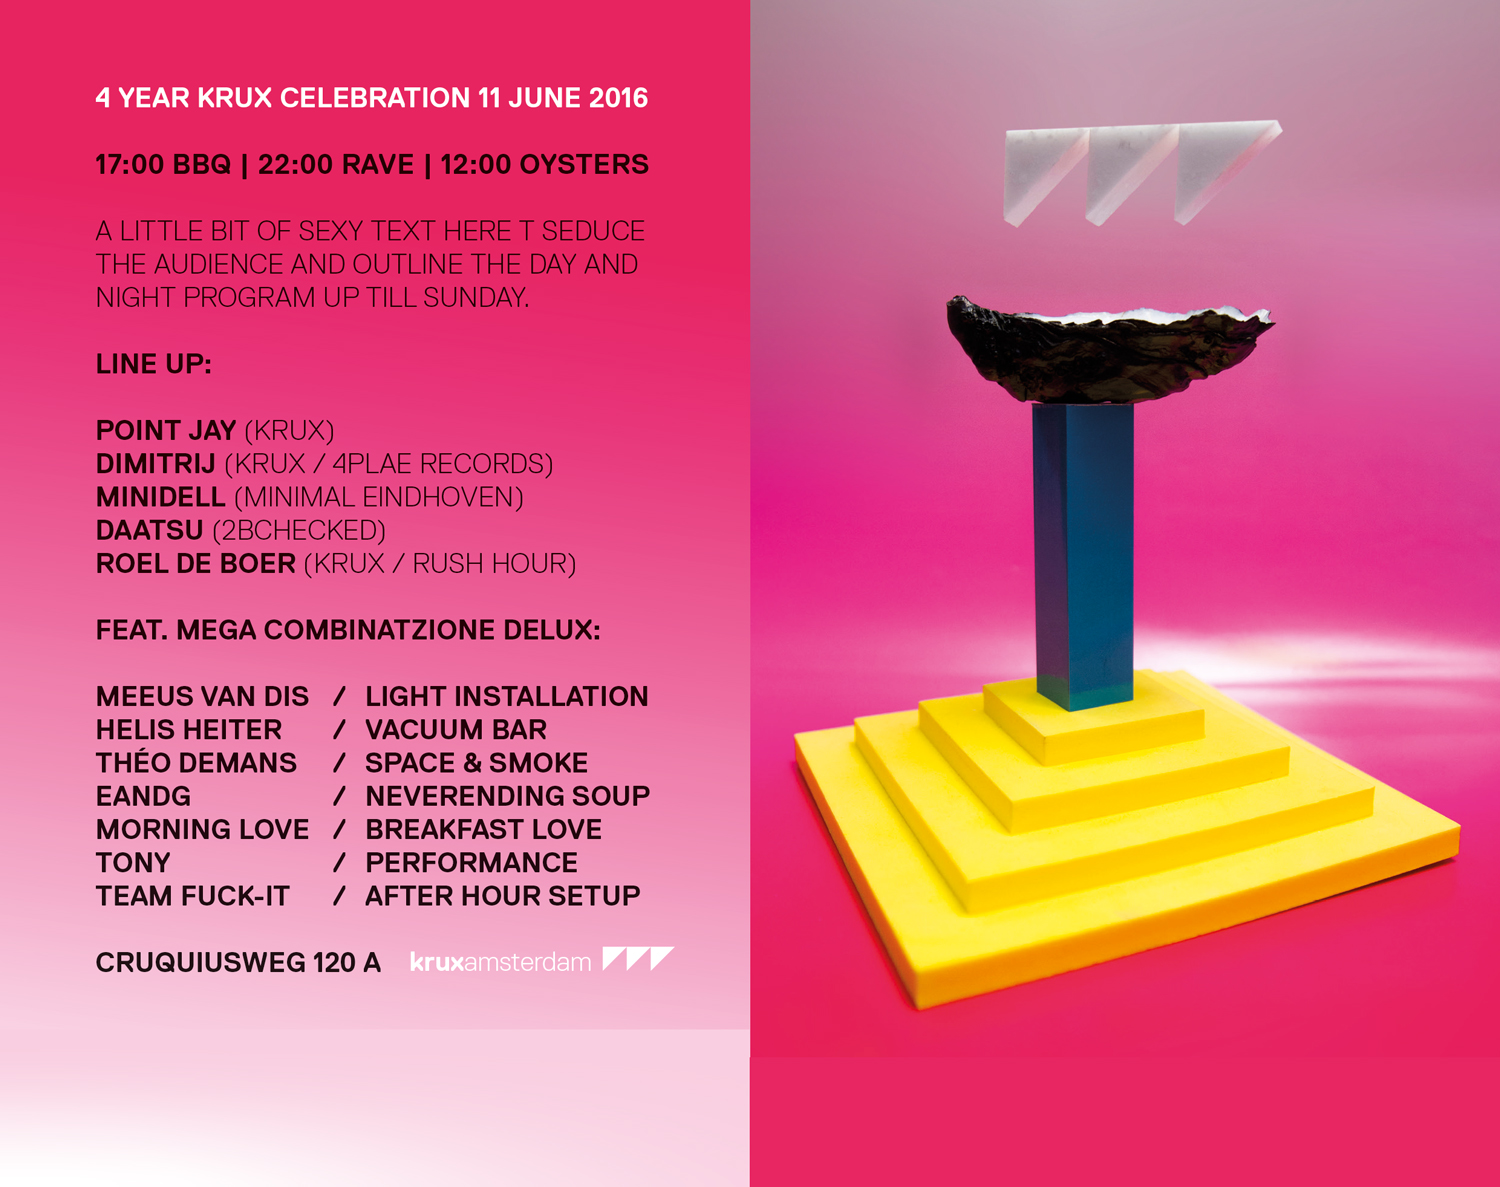 4 YEAR KRUX CELEBRATION 11 JUNE 2016
17:00 BBQ | 22:00 RAVE | 12:00 OYSTERS
A LITTLE BIT OF SEXY TEXT HERE T SEDUCE
THE AUDIENCE AND OUTLINE THE DAY AND
NIGHT PROGRAM UP TILL SUNDAY.
LINE UP:
POINT JAY (KRUX)
DIMITRIJ (KRUX / 4PLAE RECORDS)
MINIDELL (MINIMAL EINDHOVEN)
DAATSU (2BCHECKED)
ROEL DE BOER (KRUX / RUSH HOUR)
FEAT. MEGA COMBINATZIONE DELUX:
MEEUS VAN DIS / LIGHT INSTALLATION
HELIS HEITER / VACUUM BAR
THÉO DEMANS / SPACE & SMOKE
EANDG / NEVERENDING SOUP
MORNING LOVE / BREAKFAST LOVE
TONY / PERFORMANCE
TEAM FUCK-IT / AFTER HOUR SETUP
CRUQUIUSWEG 120 A kruxamsterdam